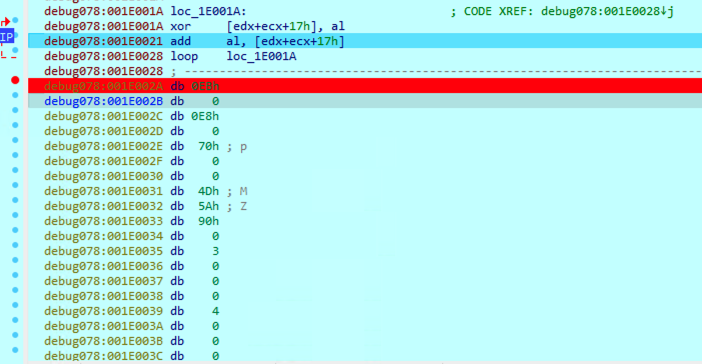 debug078:001E001A loc_1E001A: ; CODE XREF: debug078:001E0028↓j
debug078:001E001A xor [edx+ecx+17h], al
debug078:001E0021 add al, [edx+ecx+17h]
debug078:001E0028 loop loc_1E001A
debug078:001E0028 ; ---------------------------------------------------------------------------
debug078:001E002A db 0EBh
debug078:001E002B db 0
debug078:001E002C db 0E8h
debug078:001E002D db 0
debug078:001E002E db 70h ; p
debug078:001E002F db 0
debug078:001E0030 db 0
debug078:001E0031 db 4Dh ; M
debug078:001E0032 db 5Ah ; Z
debug078:001E0033 db 90h
debug078:001E0034 db 0
debug078:001E0035 db 3
debug078:001E0036 db 0
debug078:001E0037 db 0
debug078:001E0038 db 0
debug078:001E0039 db 4
debug078:001E003A db 0
debug078:001E003B db 0
debug078:001E003C db 0
IP